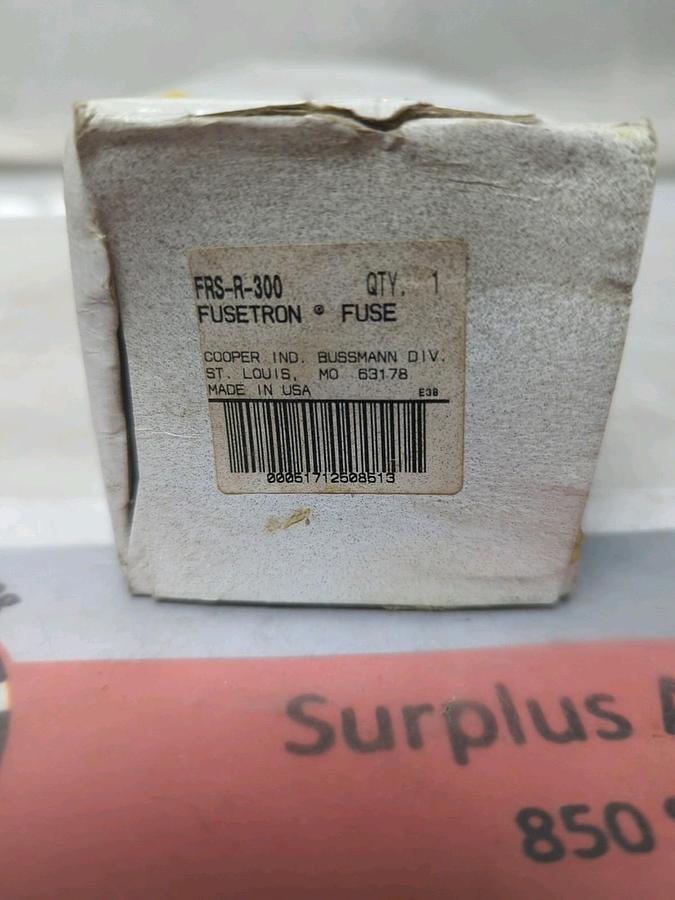 FRS-R-300 QTY. 1
FUSETRON ® FUSE
COOPER IND. BUSSMANN DIV.
ST. LOUIS, MO 63178
MADE IN USA E38
Surplus
850